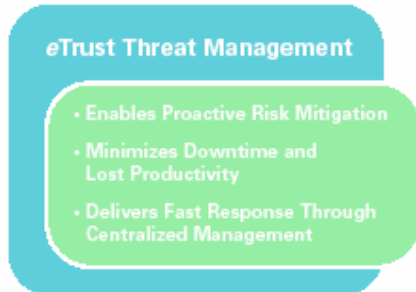 eTrust Threat Management
• Enables Proactive Risk Mitigation
• Minimizes Downtime and
Lost Productivity
• Delivers Fast Response Through
Centralized Management